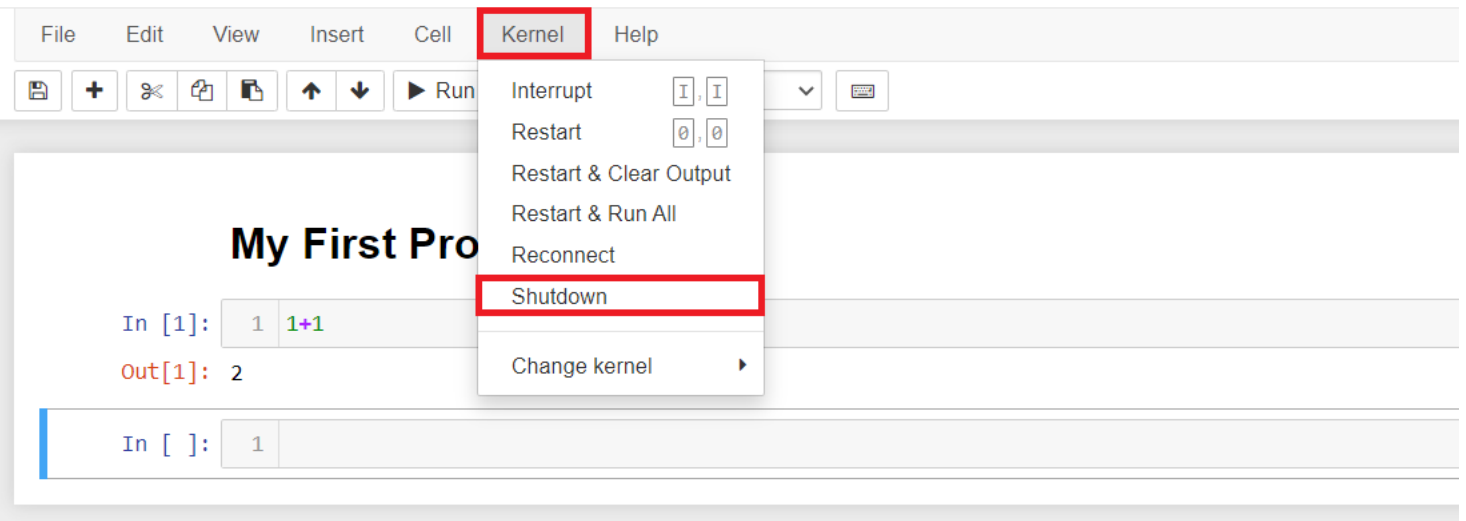 File Edit View Insert Cell Kernel Help
Run
Interrupt I, I
Restart 0, 0
Restart & Clear Output
Restart & Run All
Reconnect
Shutdown
Change kernel
My First Pro
In [1]: 1 1+1
Out[1]: 2
In [ ]: 1